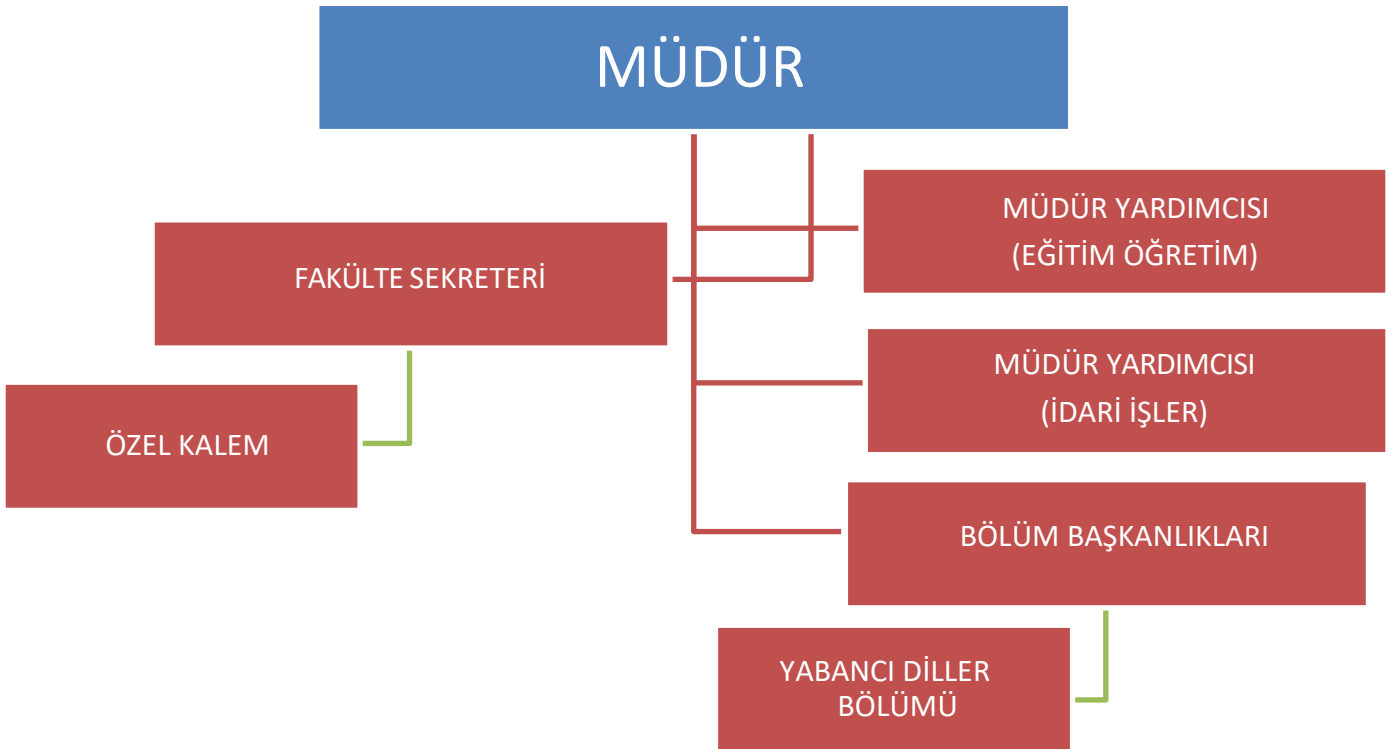 MÜDÜR
MÜDÜR YARDIMCISI
(EĞİTİM ÖĞRETİM)
FAKÜLTE SEKRETERİ
MÜDÜR YARDIMCISI
(İDARİ İŞLER)
ÖZEL KALEM
BÖLÜM BAŞKANLIKLARI
YABANCI DİLLER
BÖLÜMÜ